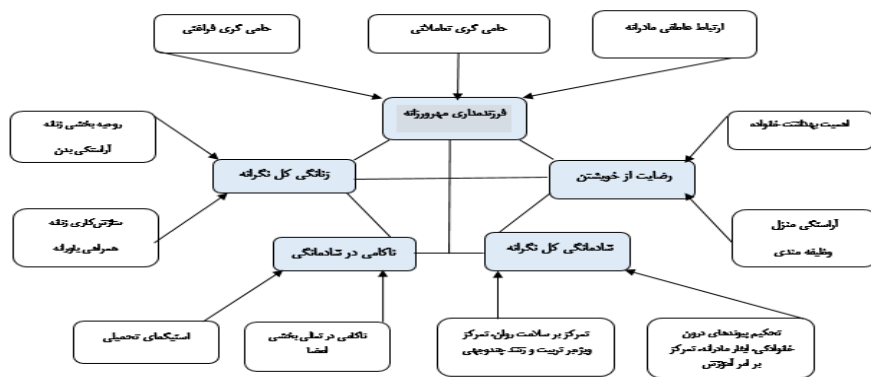 ارتباط عاطفی مادرانه
حامی گری تعاملاتی
حامی گری فراغتی
فرزندمداری مهرورزانه
اهمیت بهداشت خانواده
روحیه بخشی زنانه
آراستگی بدن
رضایت از خویشتن
زنانگی کل نگرانه
آراستگی منزل
وظیفه مندی
سازش‌کاری زنانه
همراهی یاورانه
شادمانگی کل نگرانه
ناکامی در شادمانگی
تحکیم پیوندهای درون
خانوادگی، ایثار مادرانه، تمرکز
بر امر آموزش
تمرکز بر سلامت روان، تمرکز
ویژه‌بر تربیت و رشد چندوجهی
ناکامی در تعالی بخشی
اعضا
استیگمای تحمیلی